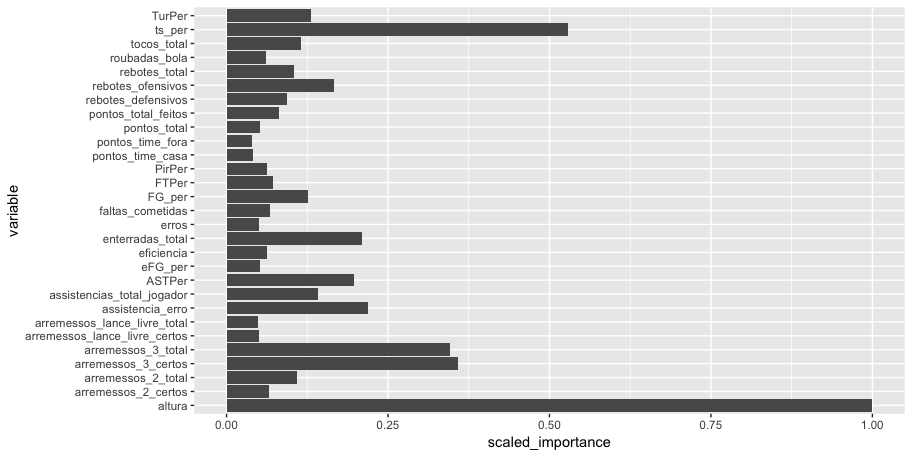 TurPer
ts_per
tocos_total
roubadas_bola
rebotes_total
rebotes_ofensivos
rebotes_defensivos
pontos_total_feitos
pontos_total
pontos_time_fora
pontos_time_casa
PirPer
FTPer
FG_per
faltas_cometidas
erros
enterradas_total
eficiencia
eFG_per
ASTPer
assistencias_total_jogador
assistencia_erro
arremessos_lance_livre_total
arremessos_lance_livre_certos
arremessos_3_total
arremessos_3_certos
arremessos_2_total
arremessos_2_certos
altura
variable
0.00 0.25 0.50 0.75 1.00
scaled_importance